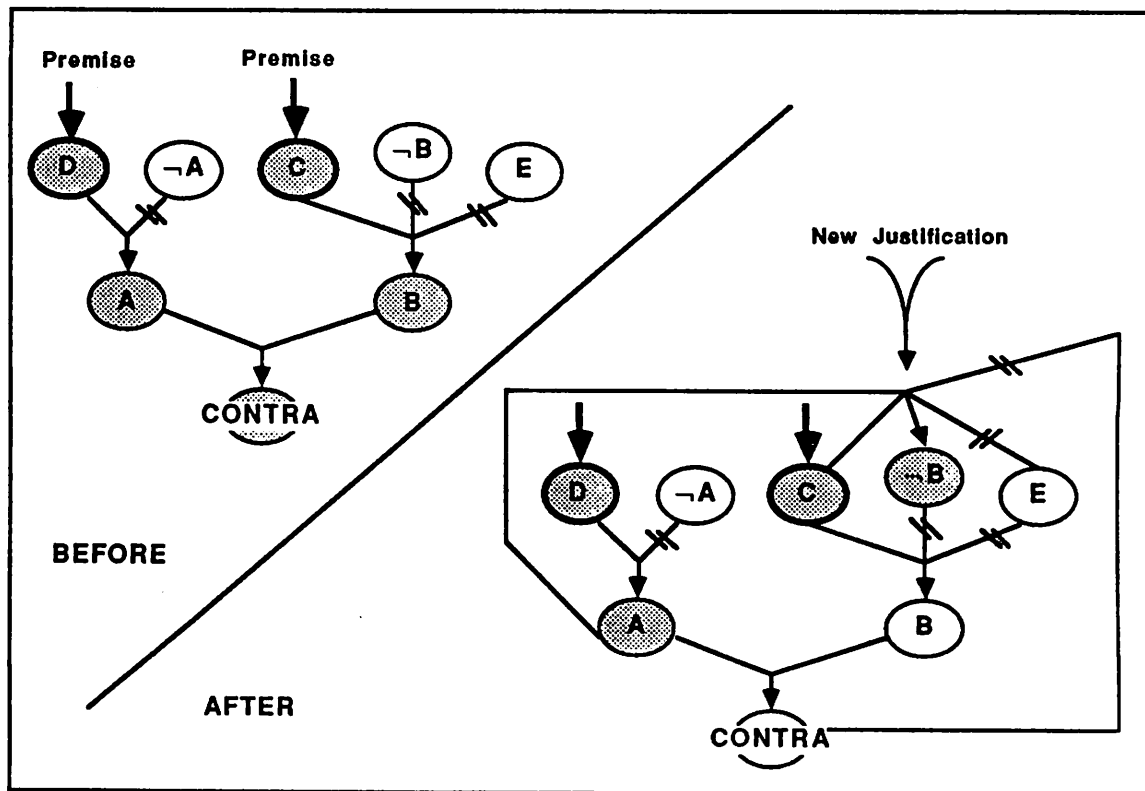 Premise
Premise
D
¬A
C
¬B
E
A
B
CONTRA
BEFORE
New Justification
D
¬A
C
¬B
E
A
B
CONTRA
AFTER